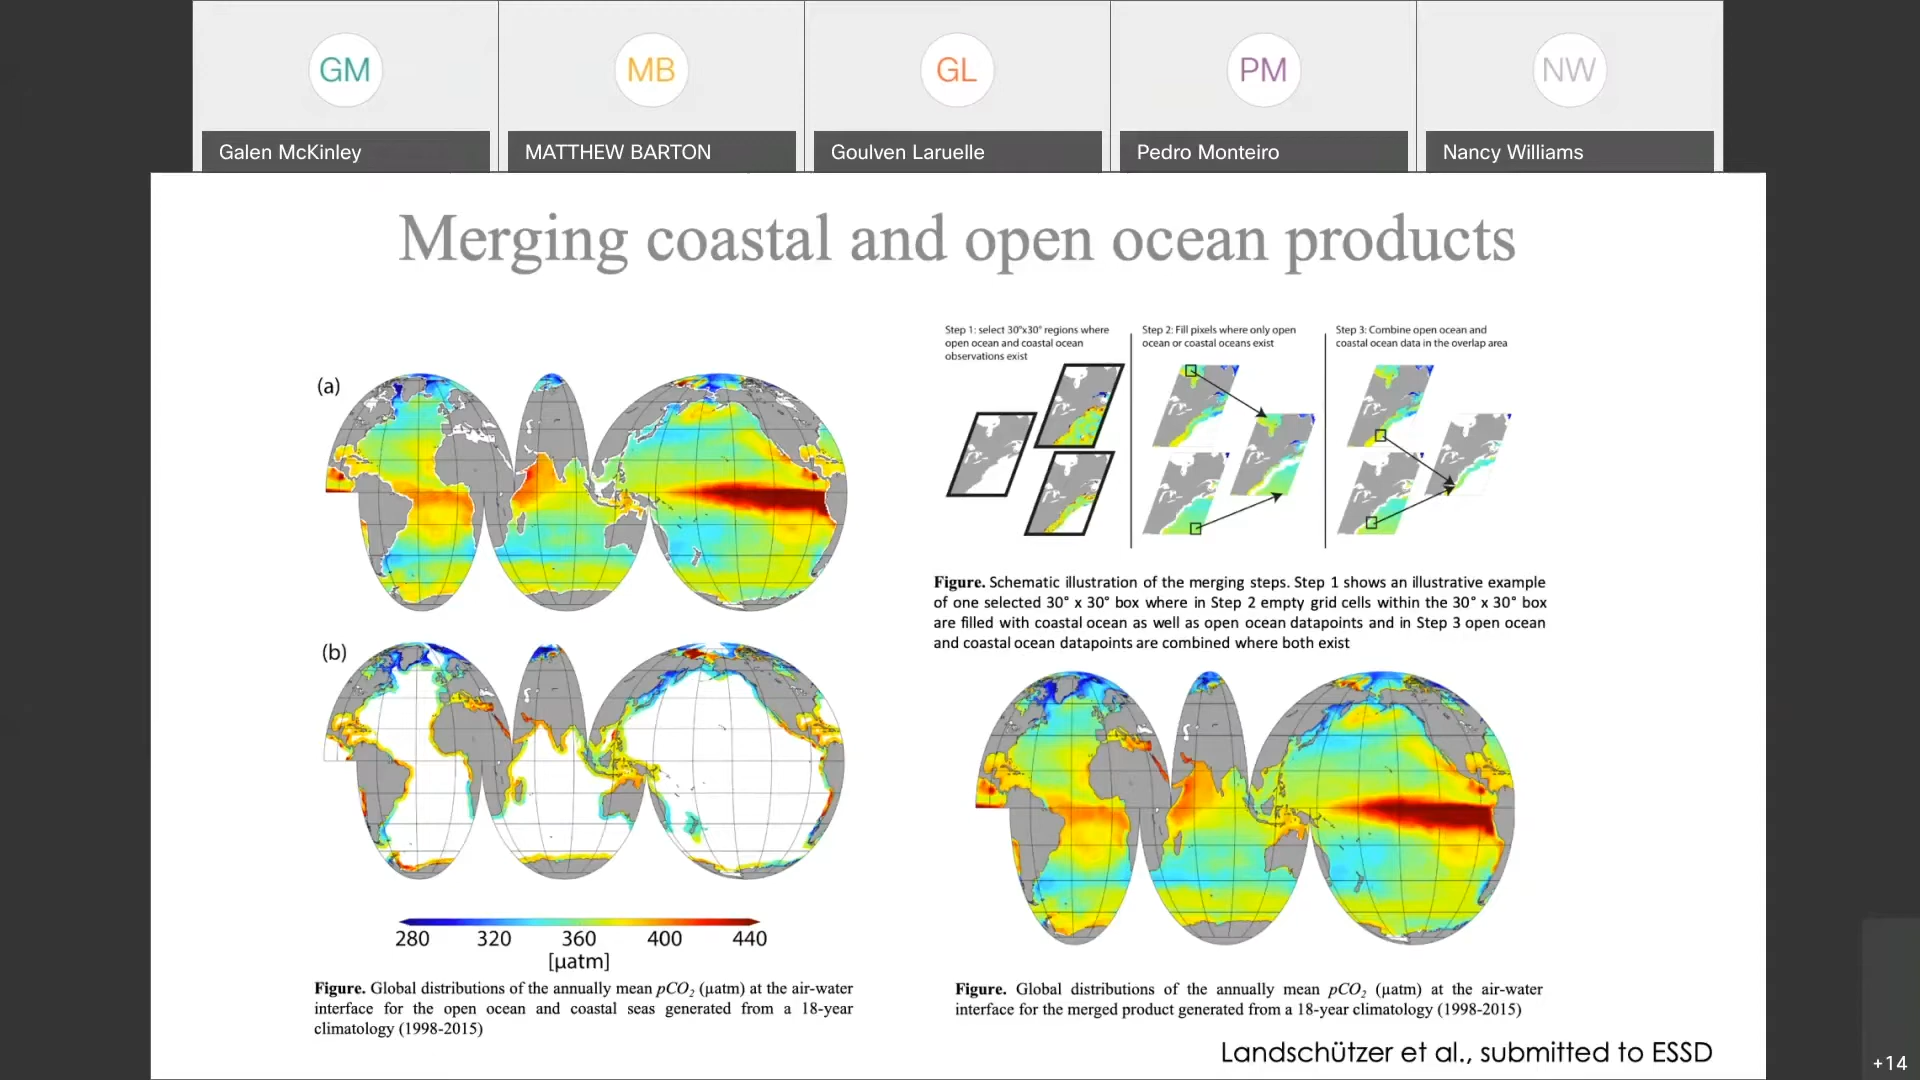 GM
MB
GL
PM
NW
Galen McKinley
MATTHEW BARTON
Goulven Laruelle
Pedro Monteiro
Nancy Williams
Merging coastal and open ocean products
(a)
(b)
280 320 360 400 440
[µatm]
Figure. Global distributions of the annually mean pCO2 (µatm) at the air-water
interface for the open ocean and coastal seas generated from a 18-year
climatology (1998-2015)
Step 1: select 30°x30° regions where
open ocean and coastal ocean
observations exist
Step 2: Fill pixels where only open
ocean or coastal oceans exist
Step 3: Combine open ocean and
coastal ocean data in the overlap area
Figure. Schematic illustration of the merging steps. Step 1 shows an illustrative example
of one selected 30° x 30° box where in Step 2 empty grid cells within the 30° x 30° box
are filled with coastal ocean as well as open ocean datapoints and in Step 3 open ocean
and coastal ocean datapoints are combined where both exist
Figure. Global distributions of the annually mean pCO2 (µatm) at the air-water
interface for the merged product generated from a 18-year climatology (1998-2015)
Landschützer et al., submitted to ESSD
+14